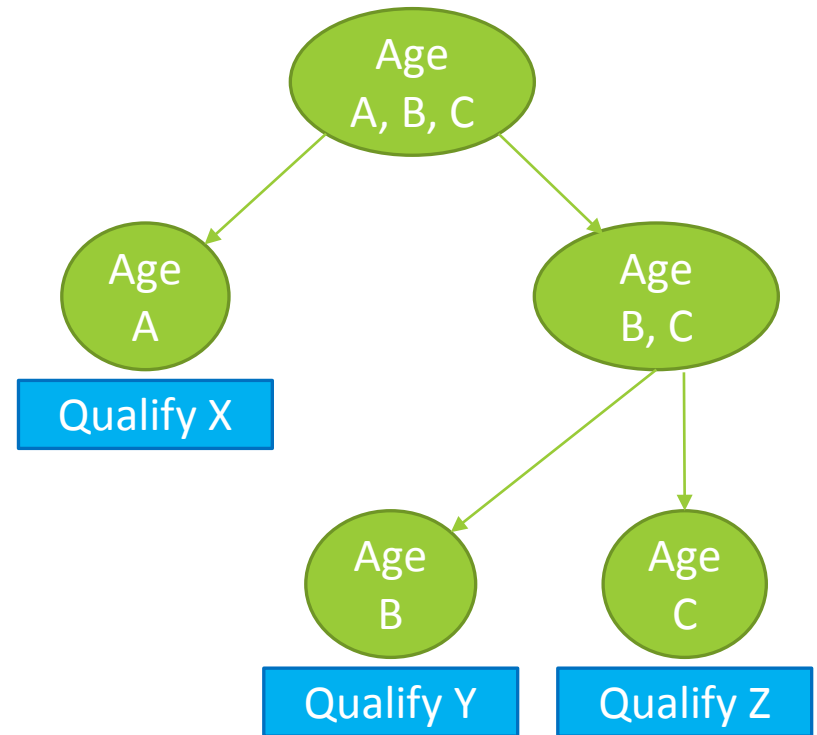 Age
A, B, C
Age
A
Age
B, C
Qualify X
Age
B
Age
C
Qualify Y
Qualify Z